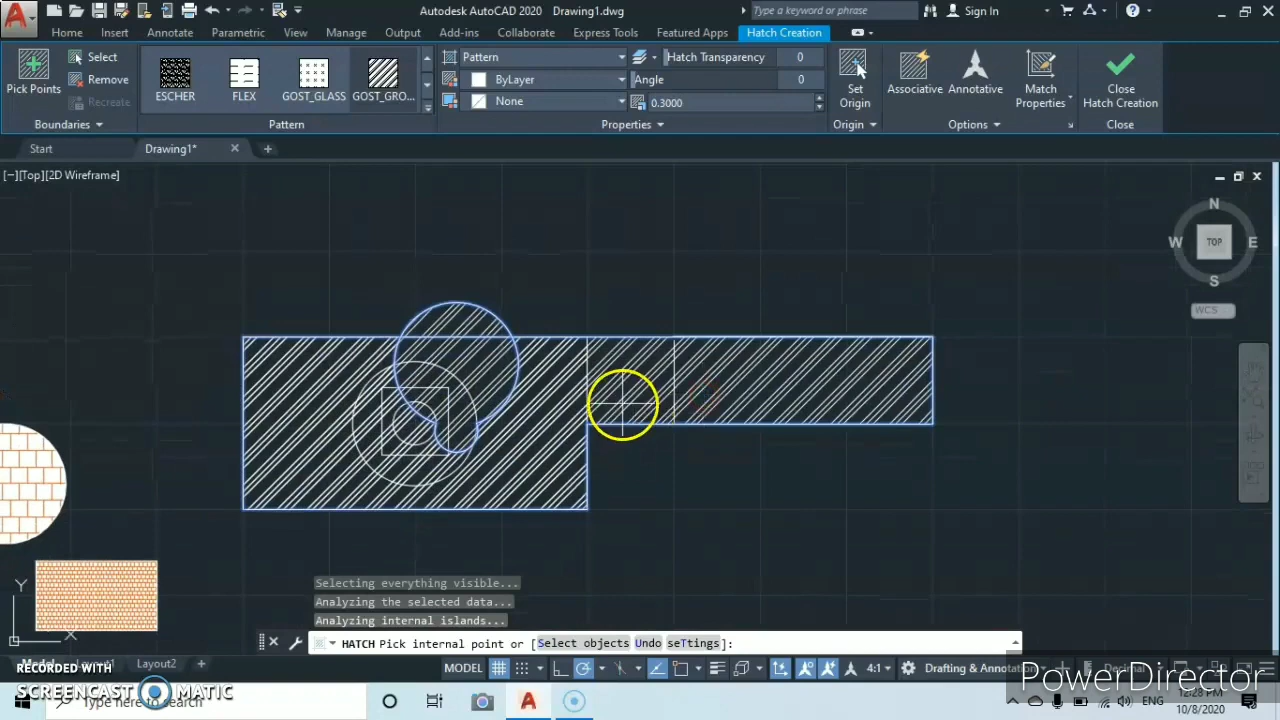 Autodesk AutoCAD 2020 Drawing1.dwg
Type a keyword or phrase
Sign In
Home Insert Annotate Parametric View Manage Output Add-ins Collaborate Express Tools Featured Apps Hatch Creation
Pick Points
Select
Remove
Recreate
Boundaries
ESCHER
FLEX
GOST_GLASS
GOST_GRO...
Pattern
Pattern
ByLayer
None
Hatch Transparency 0
Angle 0
0.3000
Properties
Set
Origin
Origin
Associative
Annotative
Match
Properties
Options
Close
Hatch Creation
Close
Start
Drawing1*
[−][Top][2D Wireframe]
N
W TOP E
S
WCS
Y
X
Selecting everything visible...
Analyzing the selected data...
Analyzing internal islands...
HATCH Pick internal point or [Select objects Undo seTtings]:
Layout2
MODEL
4:1
Drafting & Annotation
Decimal
RECORDED WITH
SCREENCAST MATIC
Type here to search
PowerDirector
ENG
12:28 PM
10/8/2020